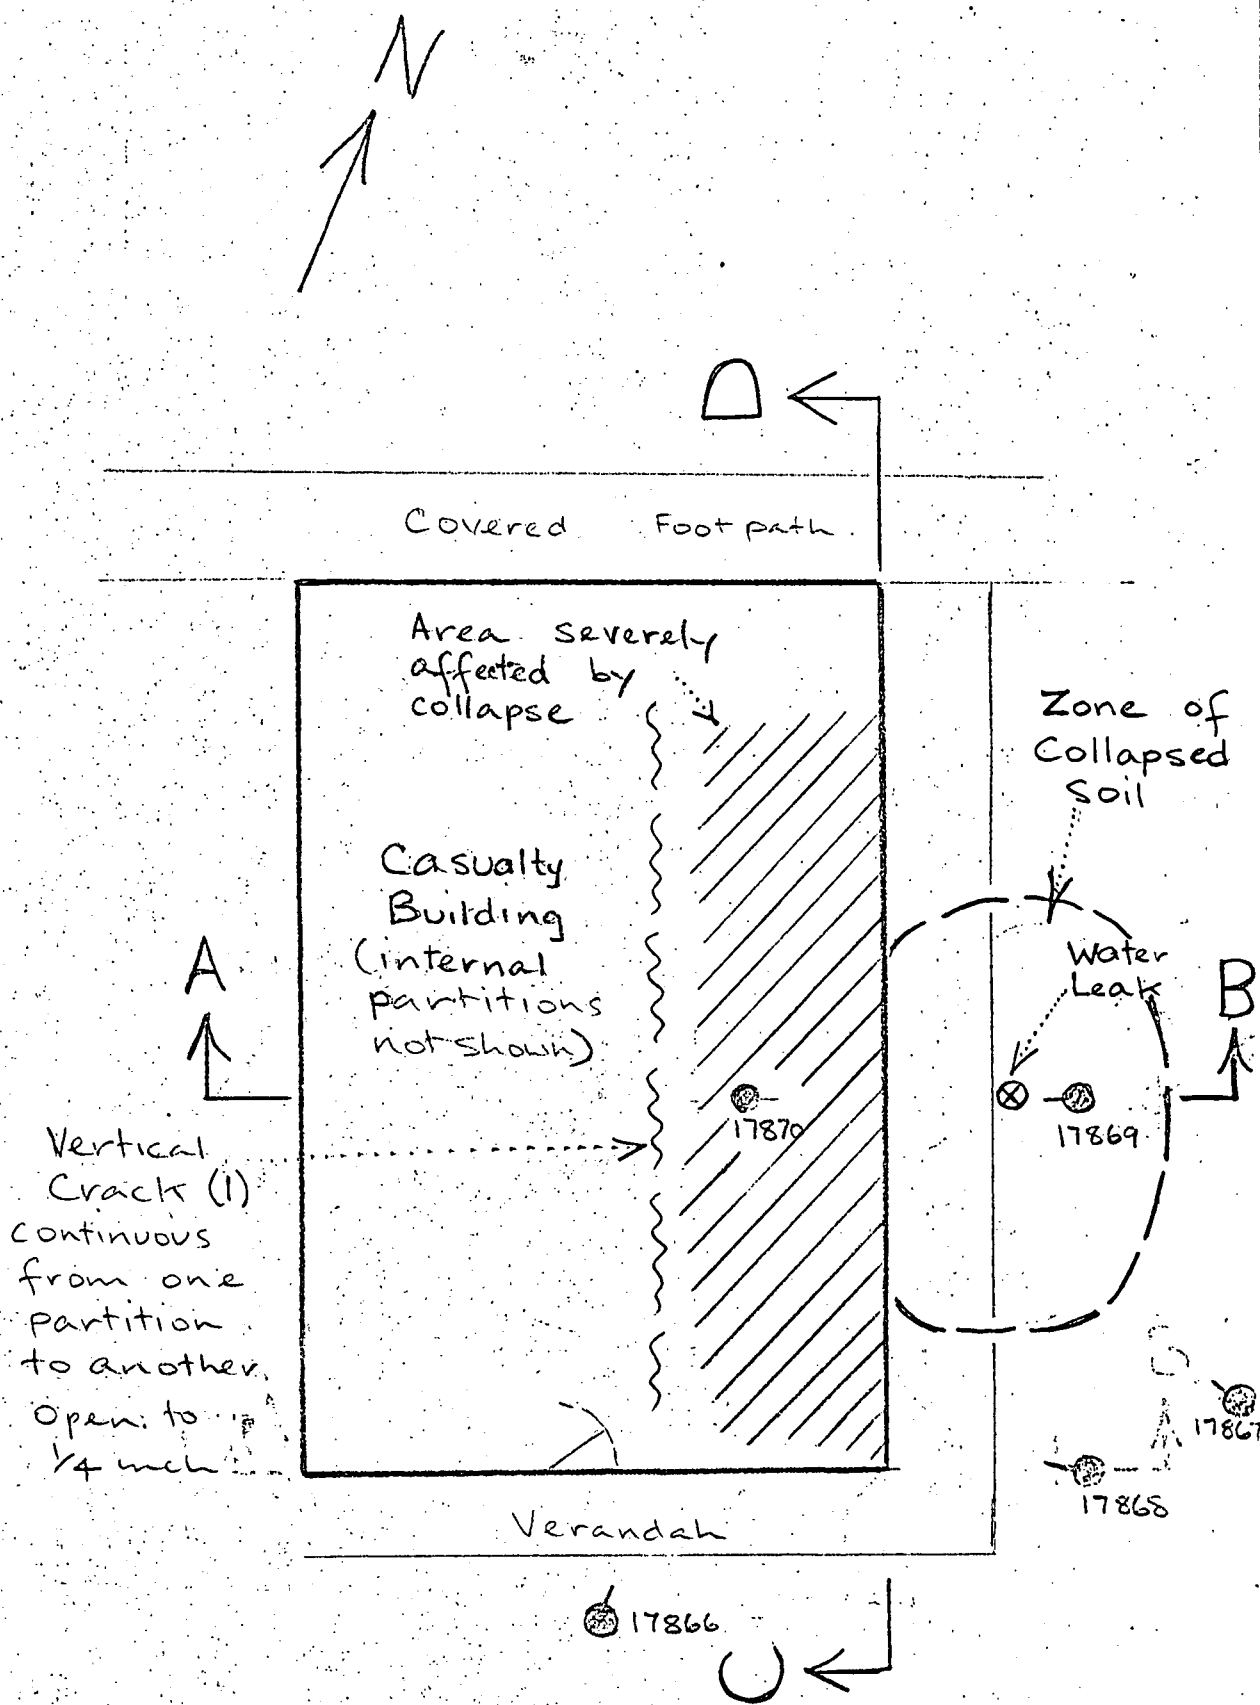 N
D
Covered Footpath
Area severely
affected by
collapse
Zone of
Collapsed
Soil
Casualty
Building
(internal
partitions
not shown)
A
Water
Leak
B
17870
17869
Vertical
Crack (1)
continuous
from one
partition
to another.
Open to
1/4 inch
17867
17868
Verandah
17866
C